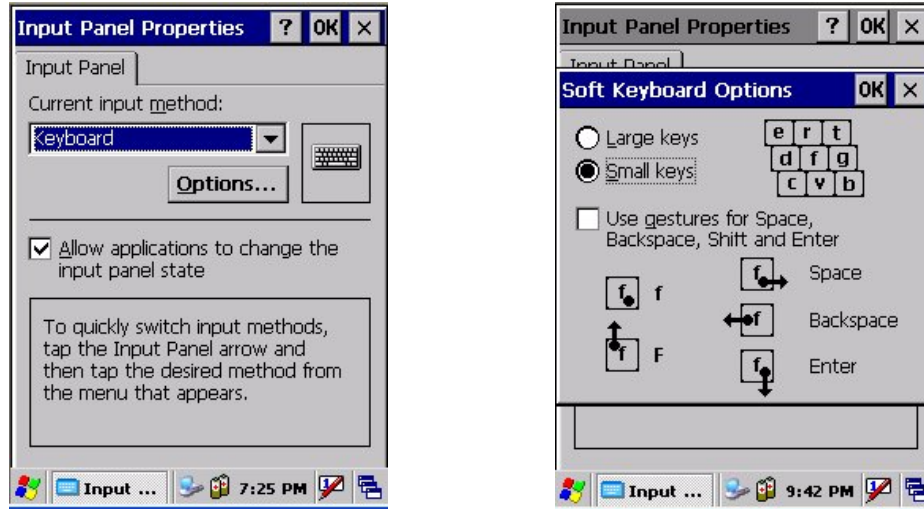 Input Panel Properties ? OK ×
Input Panel
Current input method:
Keyboard
Options...
Allow applications to change the
input panel state
To quickly switch input methods,
tap the Input Panel arrow and
then tap the desired method from
the menu that appears.
Input ... 7:25 PM
Input Panel Properties ? OK ×
Input Panel
Soft Keyboard Options OK ×
Large keys
Small keys
e r t
d f g
c v b
Use gestures for Space,
Backspace, Shift and Enter
f f
f F
f Space
f Backspace
f Enter
Input ... 9:42 PM